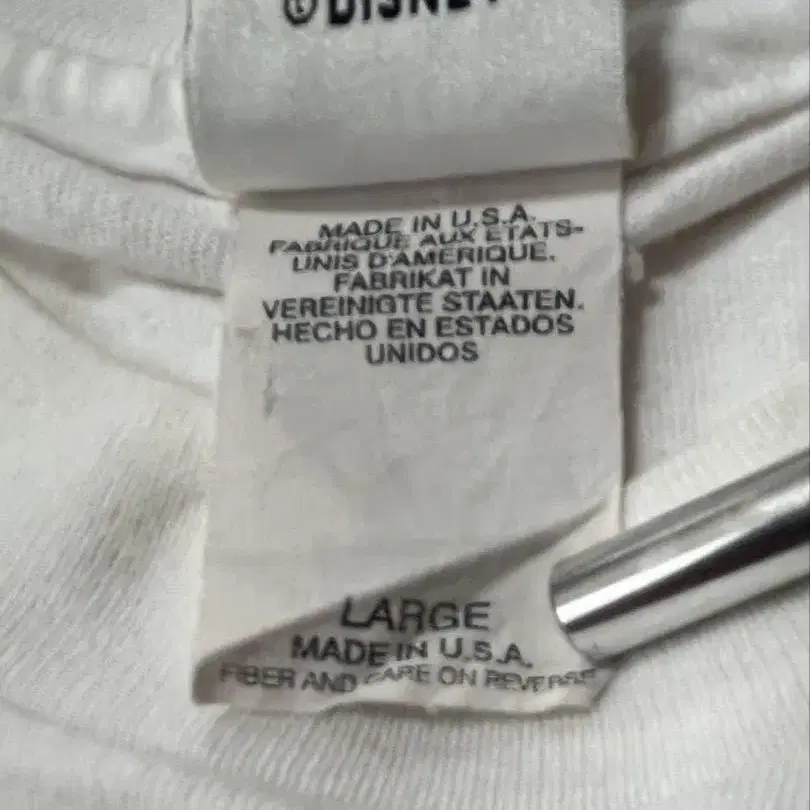 © DISNEY
MADE IN U.S.A.
FABRIQUE AUX ETATS-
UNIS D'AMERIQUE.
FABRIKAT IN
VEREINIGTE STAATEN.
HECHO EN ESTADOS
UNIDOS
LARGE
MADE IN U.S.A.
FIBER AND CARE ON REVERSE